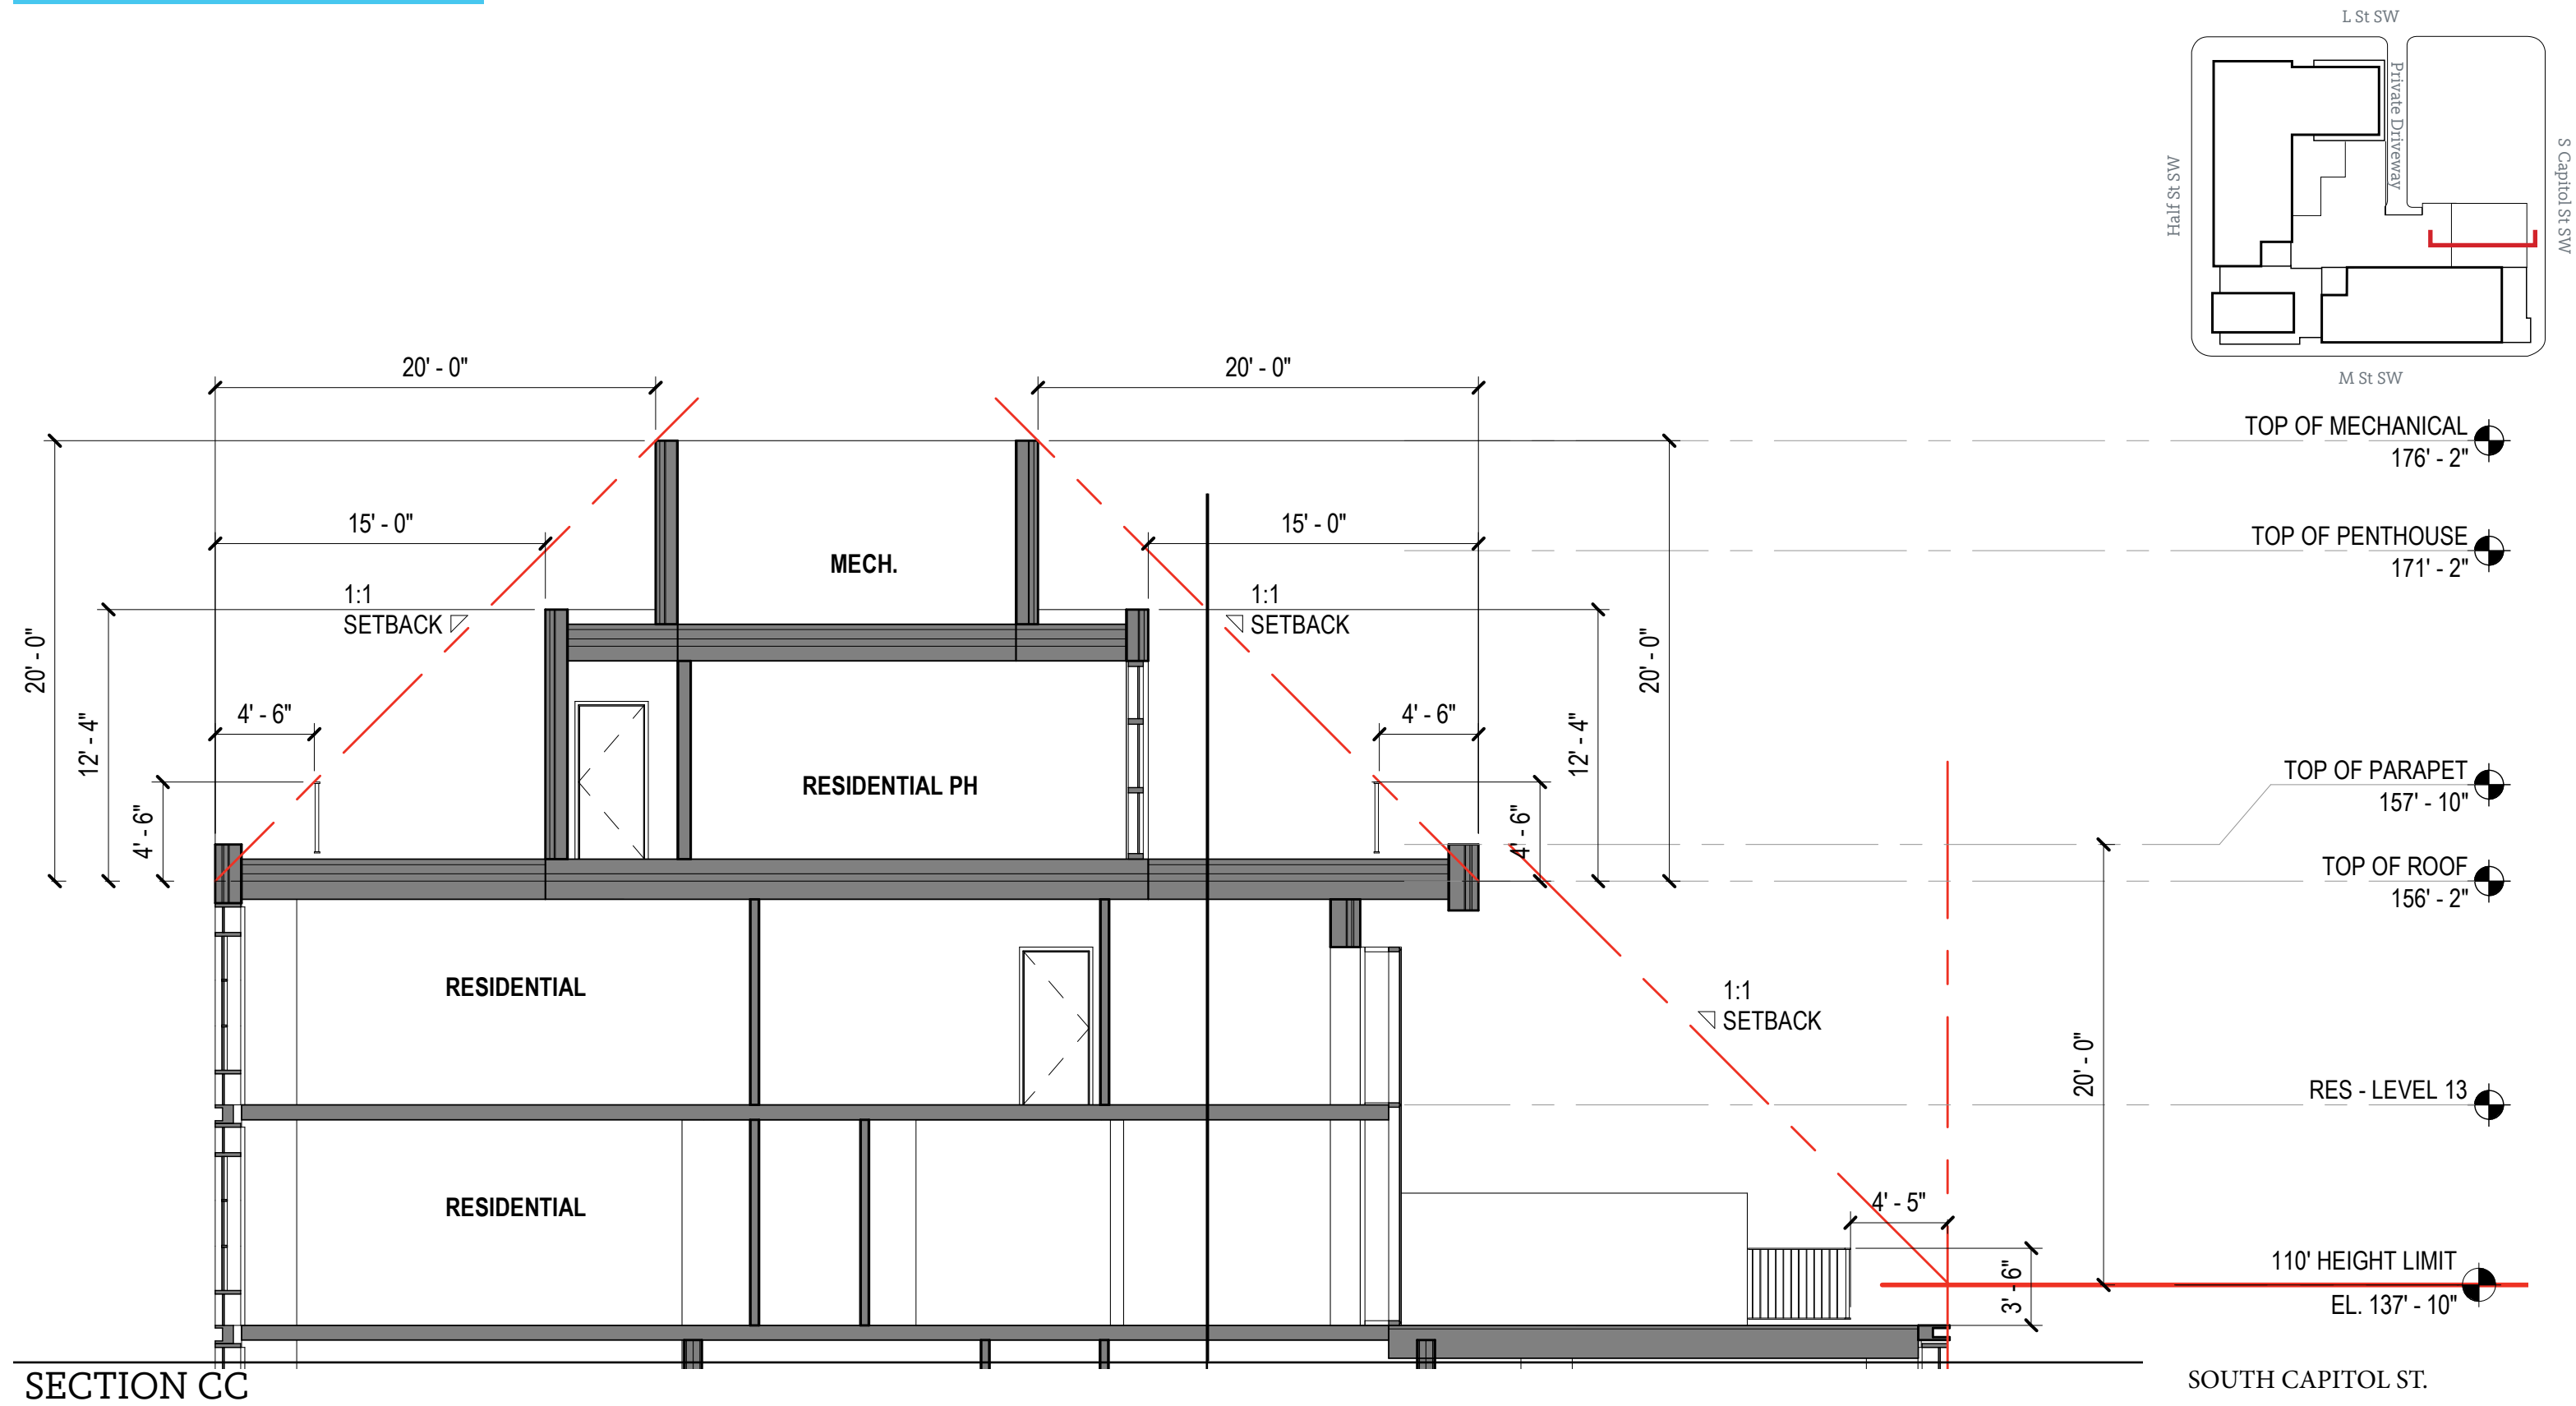 L St SW
Private Driveway
Half St SW
S Capitol St SW
M St SW
20' - 0"
20' - 0"
TOP OF MECHANICAL
176' - 2"
15' - 0"
15' - 0"
TOP OF PENTHOUSE
171' - 2"
MECH.
1:1
SETBACK
1:1
SETBACK
20' - 0"
12' - 4"
4' - 6"
4' - 6"
4' - 6"
4' - 6"
12' - 4"
20' - 0"
RESIDENTIAL PH
TOP OF PARAPET
157' - 10"
TOP OF ROOF
156' - 2"
RESIDENTIAL
1:1
SETBACK
20' - 0"
RES - LEVEL 13
RESIDENTIAL
4' - 5"
3' - 6"
110' HEIGHT LIMIT
EL. 137' - 10"
SECTION CC
SOUTH CAPITOL ST.